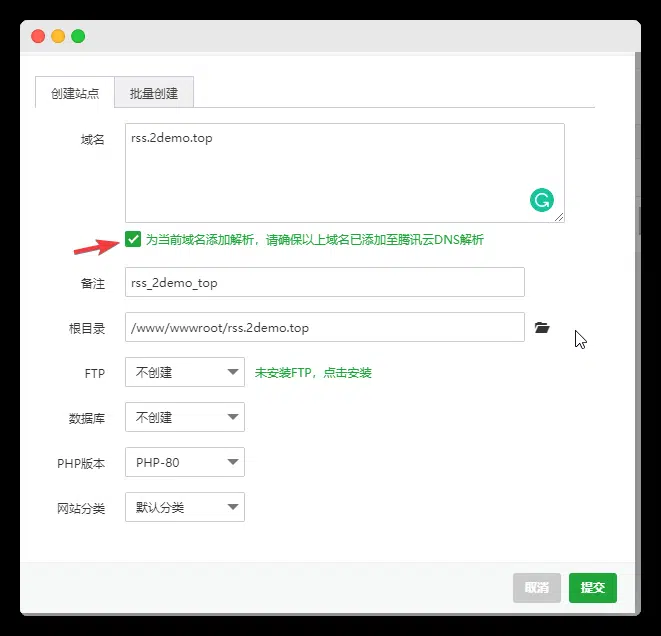 创建站点 批量创建
域名 rss.2demo.top
为当前域名添加解析，请确保以上域名已添加至腾讯云DNS解析
备注 rss_2demo_top
根目录 /www/wwwroot/rss.2demo.top
FTP 不创建 未安装FTP，点击安装
数据库 不创建
PHP版本 PHP-80
网站分类 默认分类
取消 提交